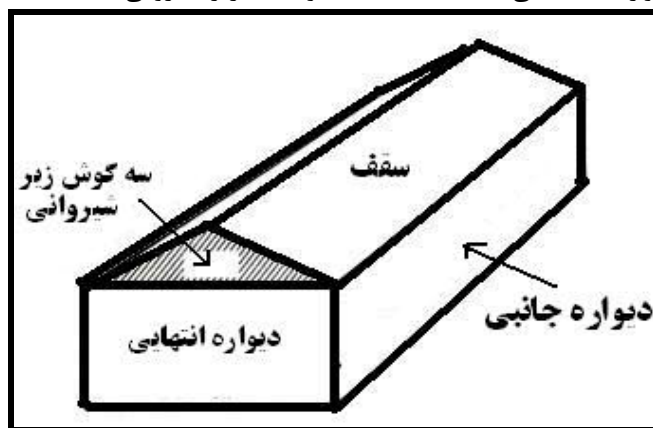 سقف
سه گوش زیر
شیروانی
دیواره جانبی
دیواره انتهایی